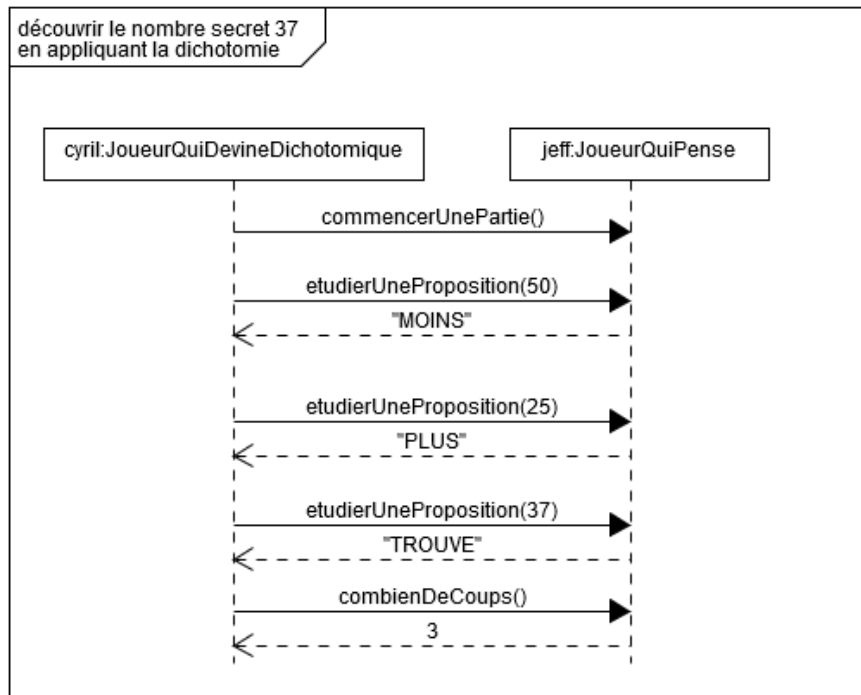 découvrir le nombre secret 37
en appliquant la dichotomie
cyril:JoueurQuiDevineDichotomique
jeff:JoueurQuiPense
commencerUnePartie()
etudierUneProposition(50)
"MOINS"
etudierUneProposition(25)
"PLUS"
etudierUneProposition(37)
"TROUVE"
combienDeCoups()
3